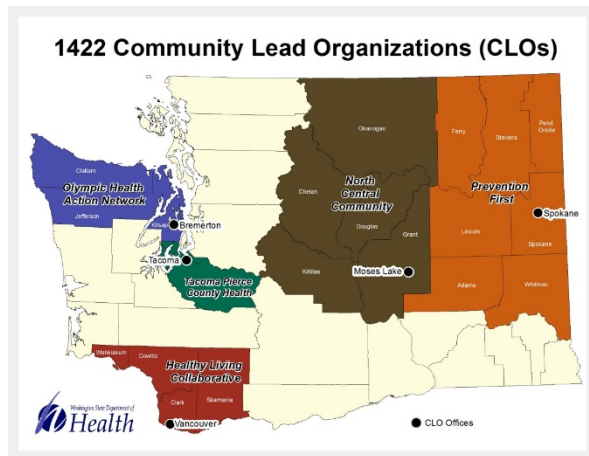 1422 Community Lead Organizations (CLOs)
Okanogan
Ferry
Stevens
Pend
Oreille
Clallam
Olympic Health
Action Network
Jefferson
Kitsap
Bremerton
Chelan
North
Central
Community
Douglas
Grant
Prevention
First
Spokane
Lincoln
Spokane
Tacoma
Tacoma Pierce
County Health
Kittitas
Moses Lake
Adams
Whitman
Wahkiakum
Cowlitz
Healthy Living
Collaborative
Clark
Skamania
Vancouver
Washington State Department of
Health
CLO Offices